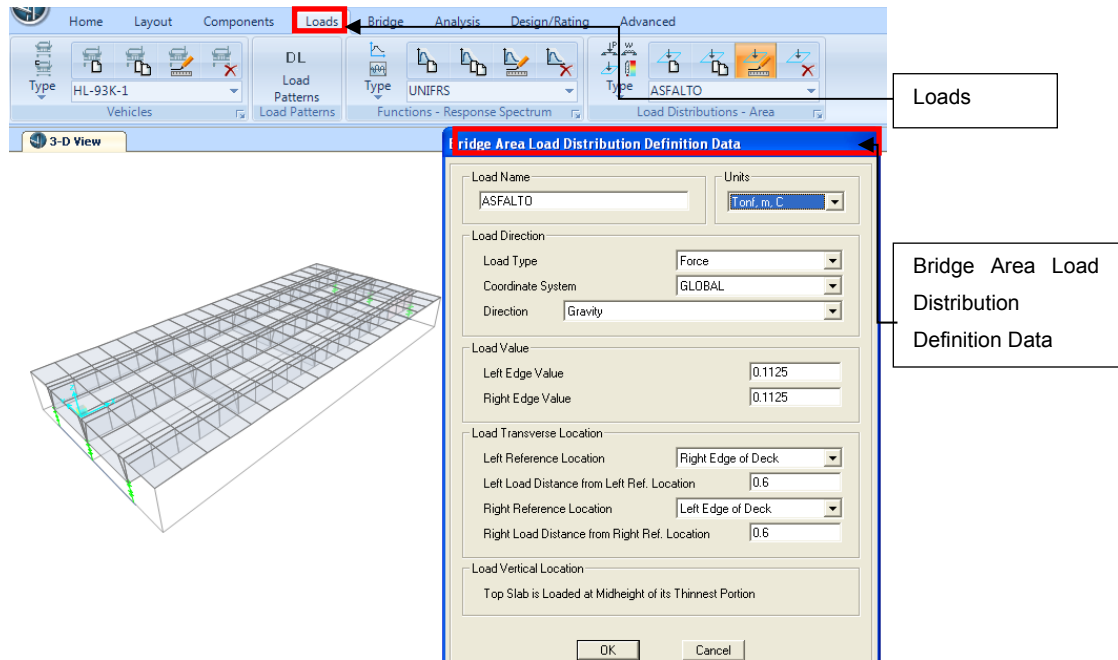 Home Layout Components Loads Bridge Analysis Design/Rating Advanced
Type
HL-93K-1
Vehicles
DL
Load
Patterns
Load Patterns
Type
UNIFRS
Functions - Response Spectrum
P W
Type
ASFALTO
Load Distributions - Area
Loads
3-D View
Bridge Area Load Distribution Definition Data
Load Name
ASFALTO
Units
Tonf, m, C
Load Direction
Load Type Force
Coordinate System GLOBAL
Direction Gravity
Bridge Area Load
Distribution
Definition Data
Load Value
Left Edge Value 0.1125
Right Edge Value 0.1125
Load Transverse Location
Left Reference Location Right Edge of Deck
Left Load Distance from Left Ref. Location 0.6
Right Reference Location Left Edge of Deck
Right Load Distance from Right Ref. Location 0.6
Load Vertical Location
Top Slab is Loaded at Midheight of its Thinnest Portion
OK Cancel